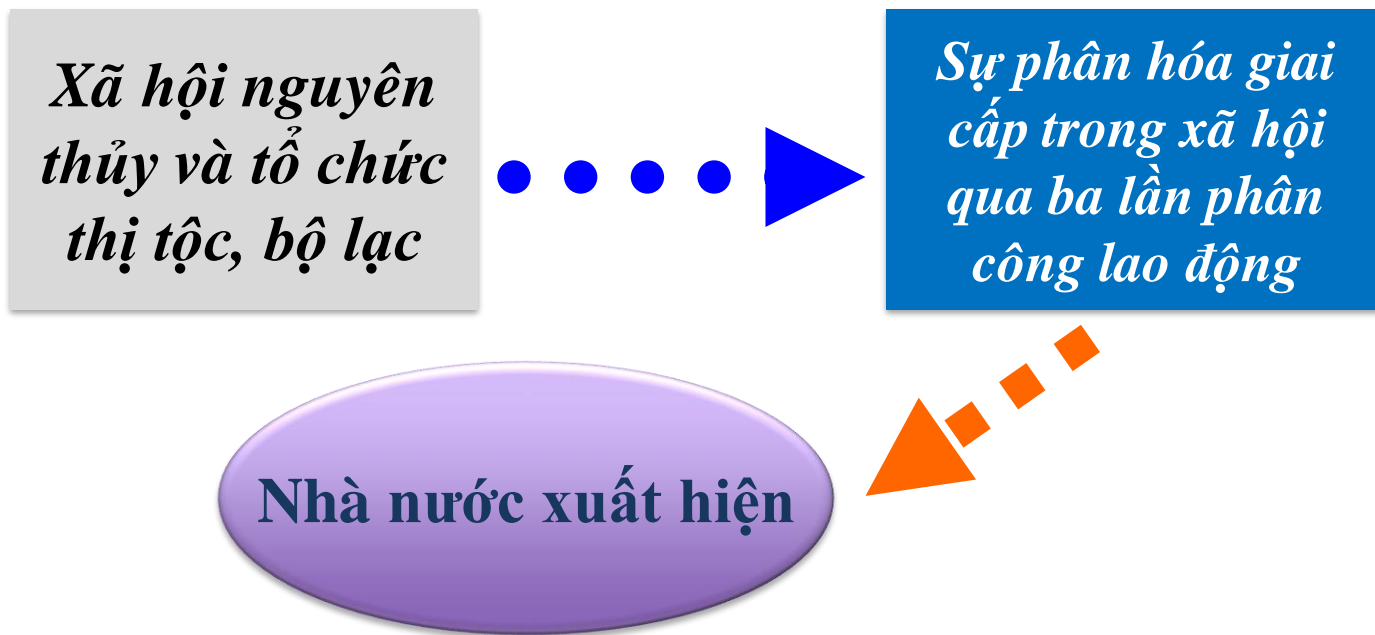 Xã hội nguyên
thủy và tổ chức
thị tộc, bộ lạc
Sự phân hóa giai
cấp trong xã hội
qua ba lần phân
công lao động
Nhà nước xuất hiện